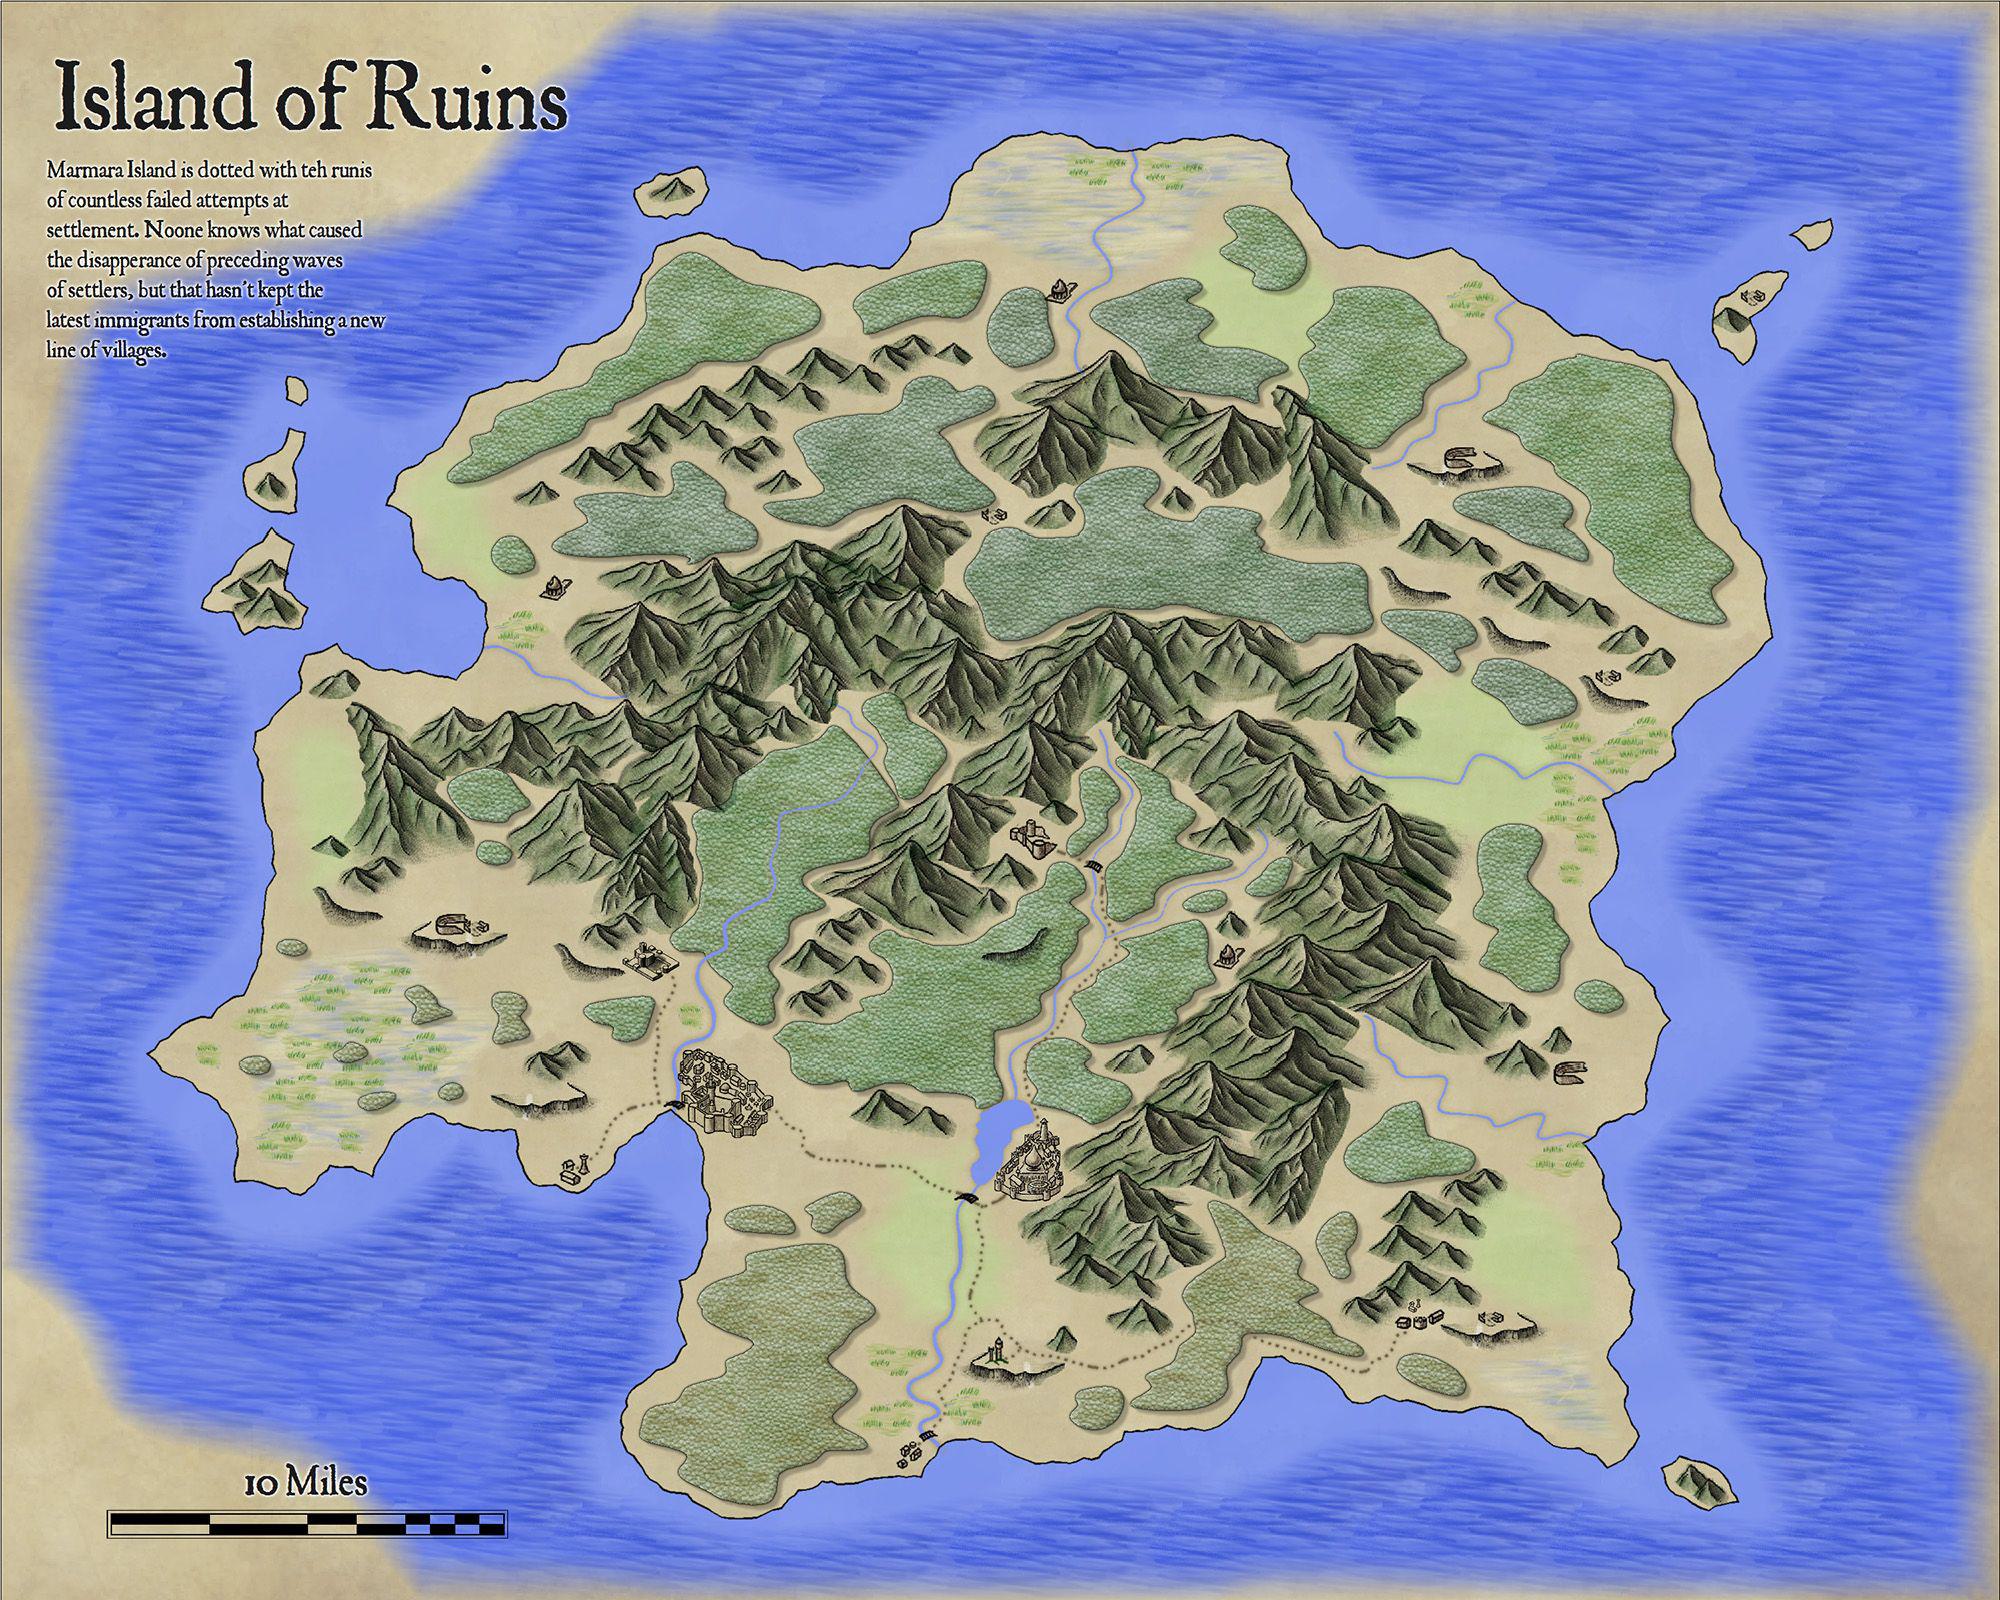 Island of Ruins
Marmara Island is dotted with teh runis
of countless failed attempts at
settlement. Noone knows what caused
the disapperance of preceding waves
of settlers, but that hasn't kept the
latest immigrants from establishing a new
line of villages.
10 Miles